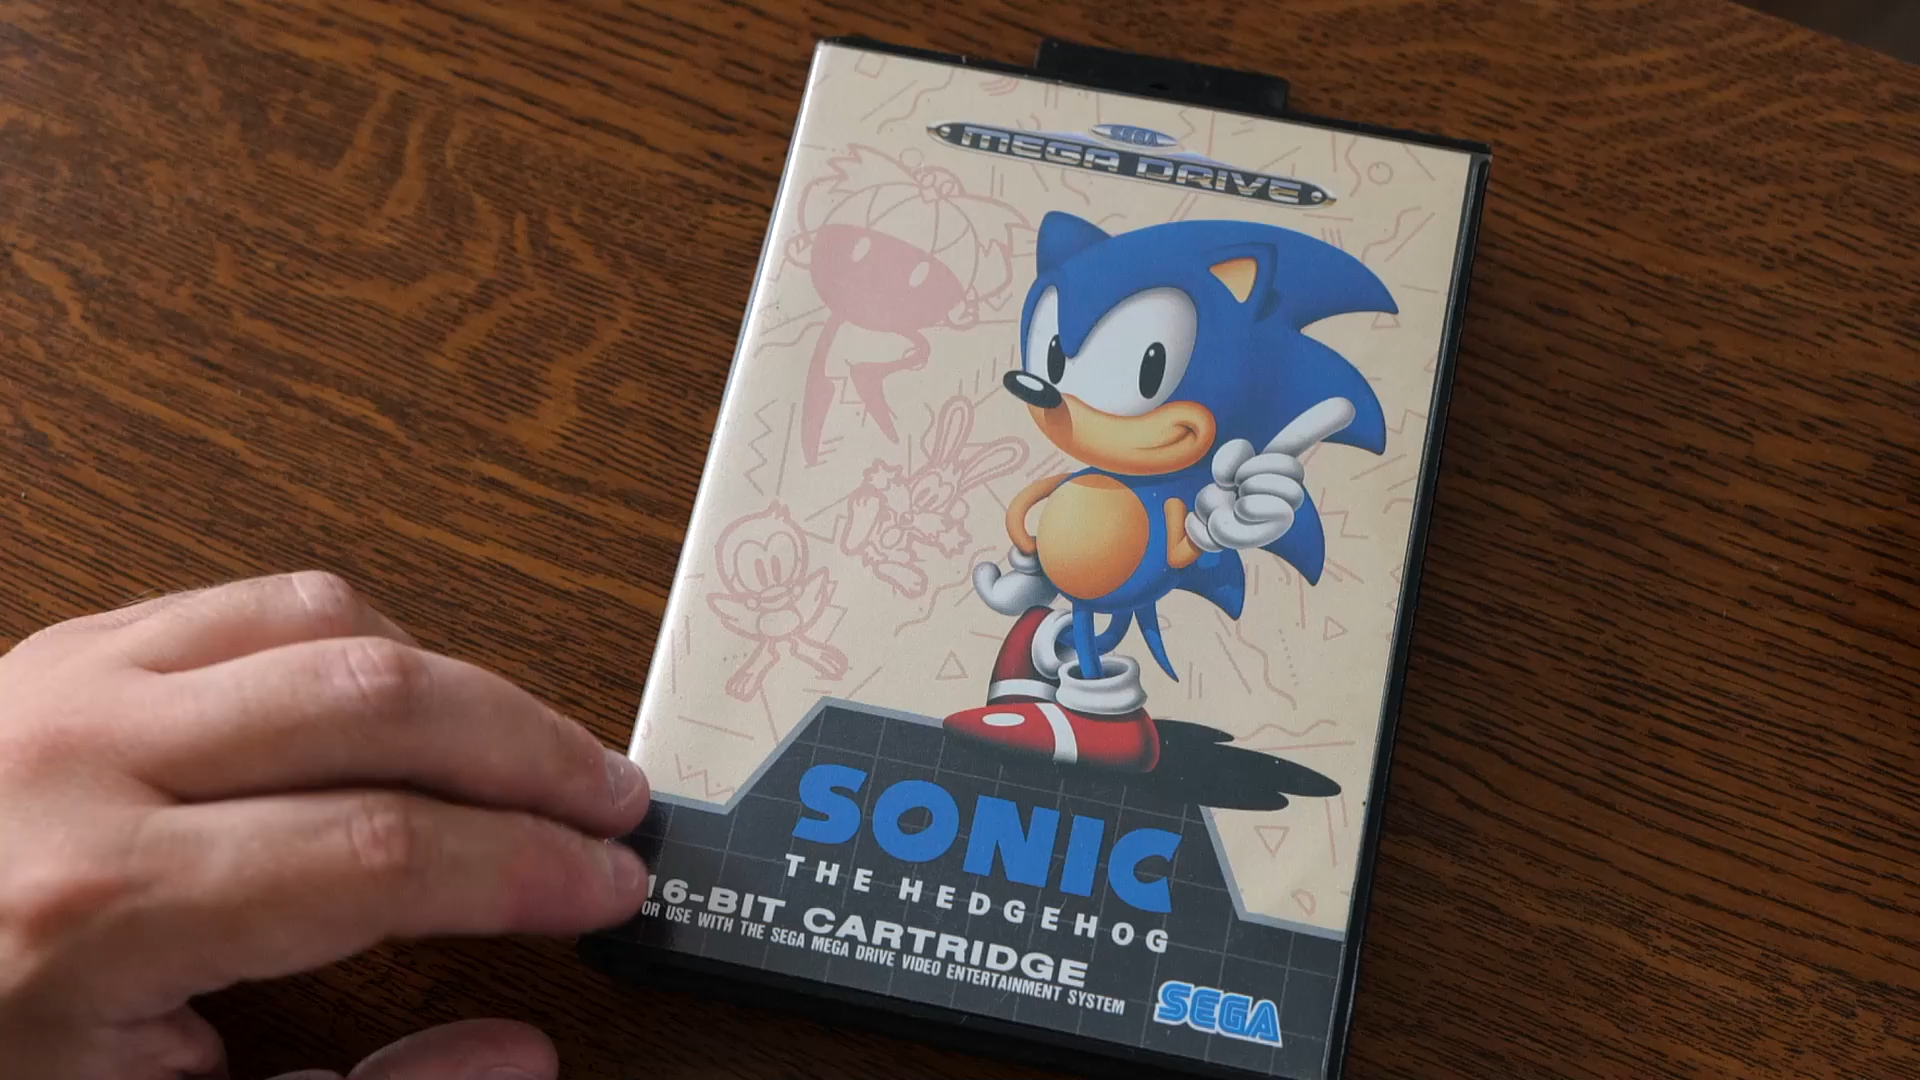 SEGA
MEGA DRIVE
SONIC
THE HEDGEHOG
16-BIT CARTRIDGE
OR USE WITH THE SEGA MEGA DRIVE VIDEO ENTERTAINMENT SYSTEM
SEGA